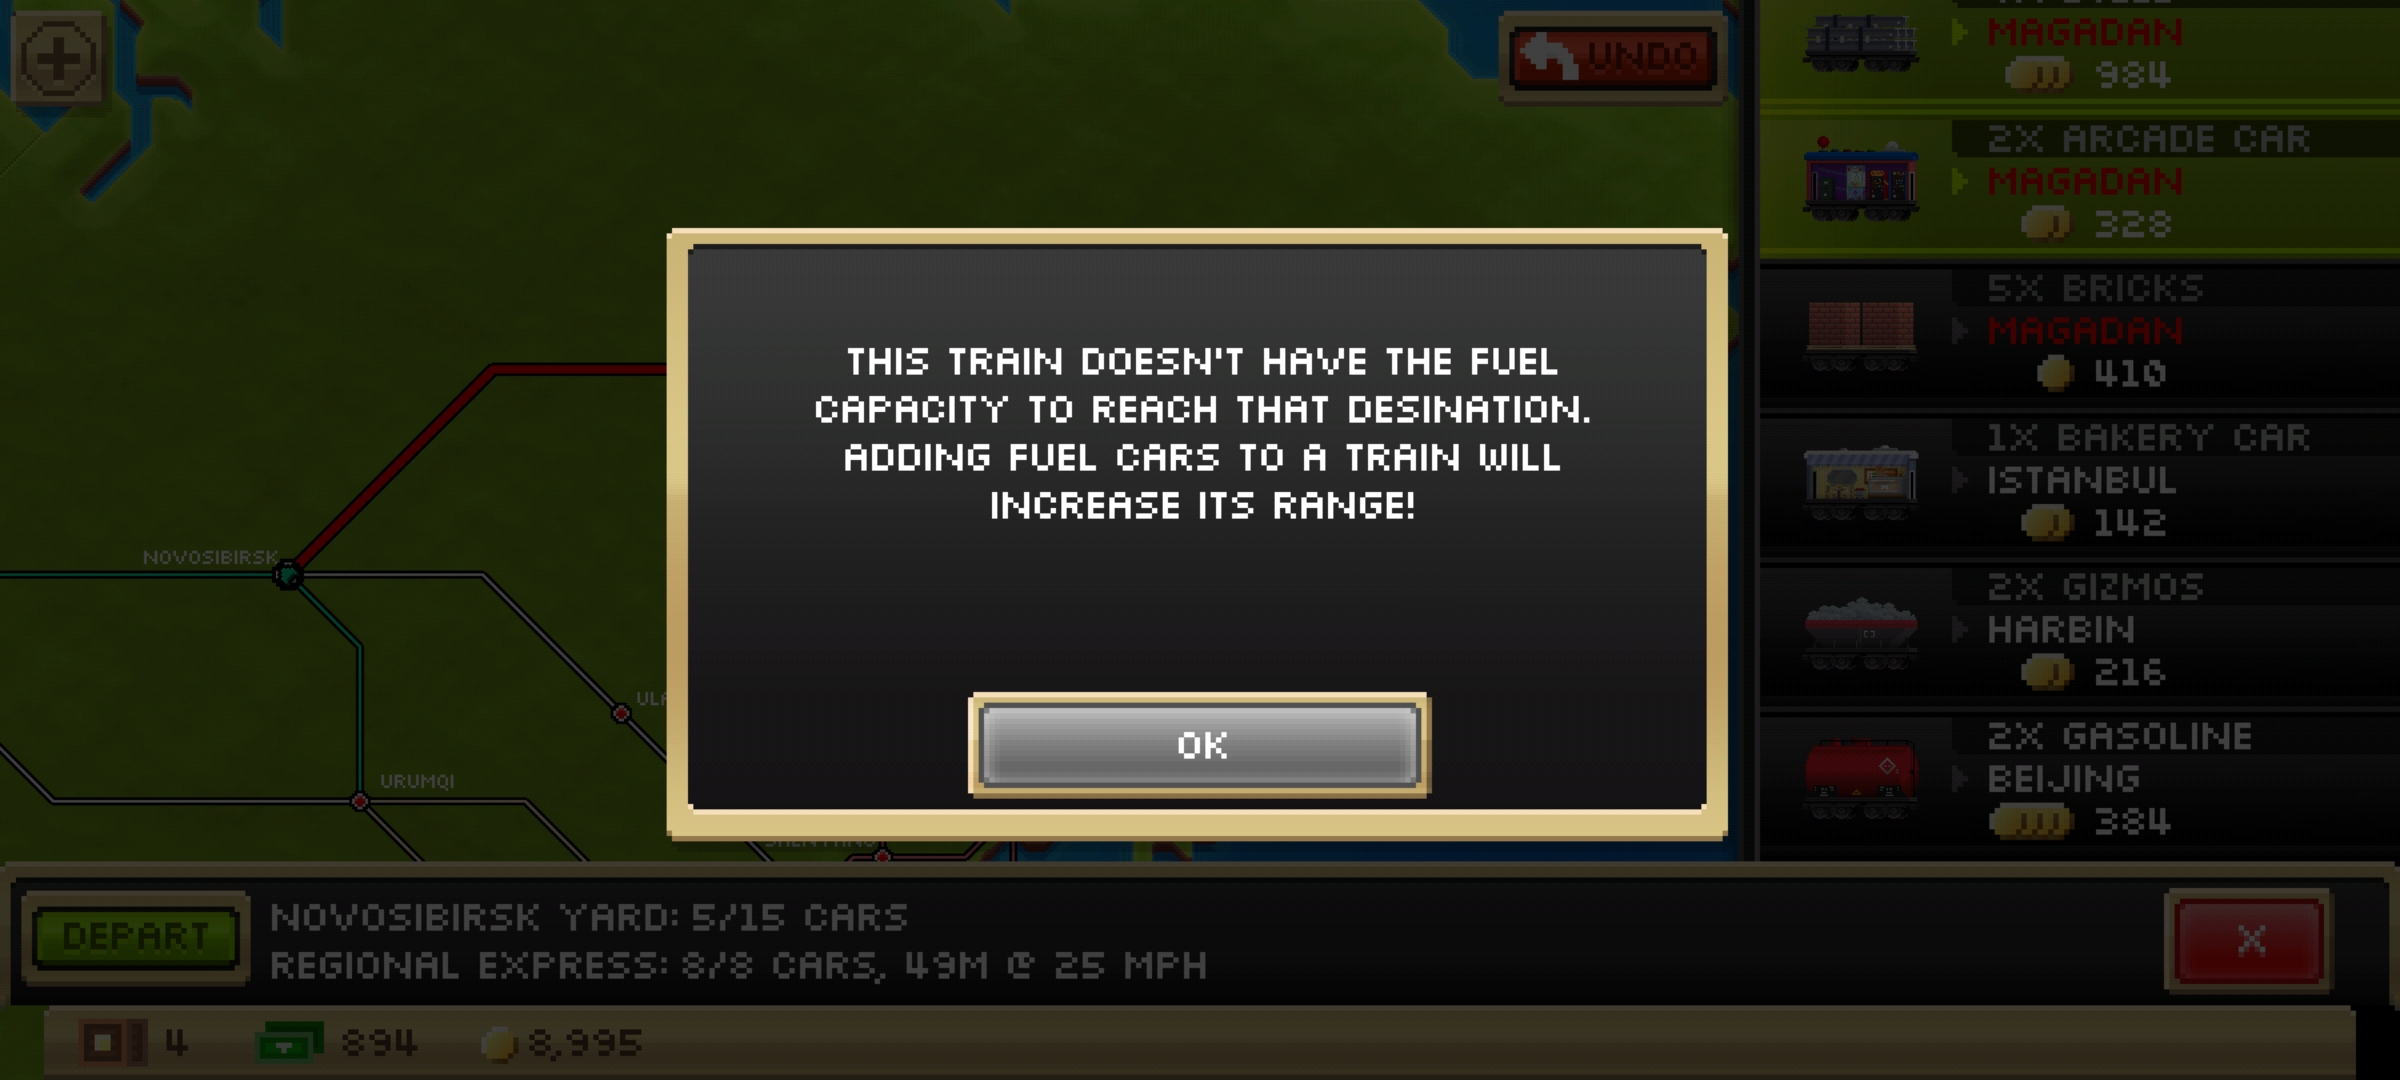 UNDO
MAGADAN
984
2X ARCADE CAR
MAGADAN
328
5X BRICKS
MAGADAN
410
1X BAKERY CAR
ISTANBUL
142
2X GIZMOS
HARBIN
216
2X GASOLINE
BEIJING
384
THIS TRAIN DOESN'T HAVE THE FUEL
CAPACITY TO REACH THAT DESINATION.
ADDING FUEL CARS TO A TRAIN WILL
INCREASE ITS RANGE!
OK
NOVOSIBIRSK
ULA
URUMQI
DEPART
NOVOSIBIRSK YARD: 5/15 CARS
REGIONAL EXPRESS: 8/8 CARS, 49M @ 25 MPH
X
4
894
8,995